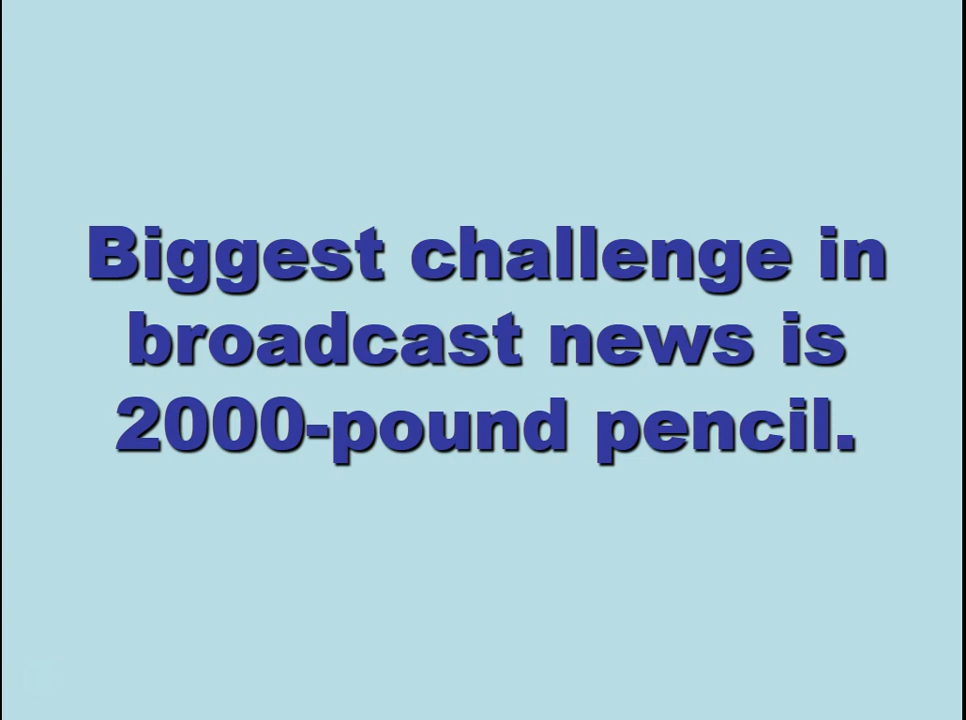 Biggest challenge in
broadcast news is
2000-pound pencil.